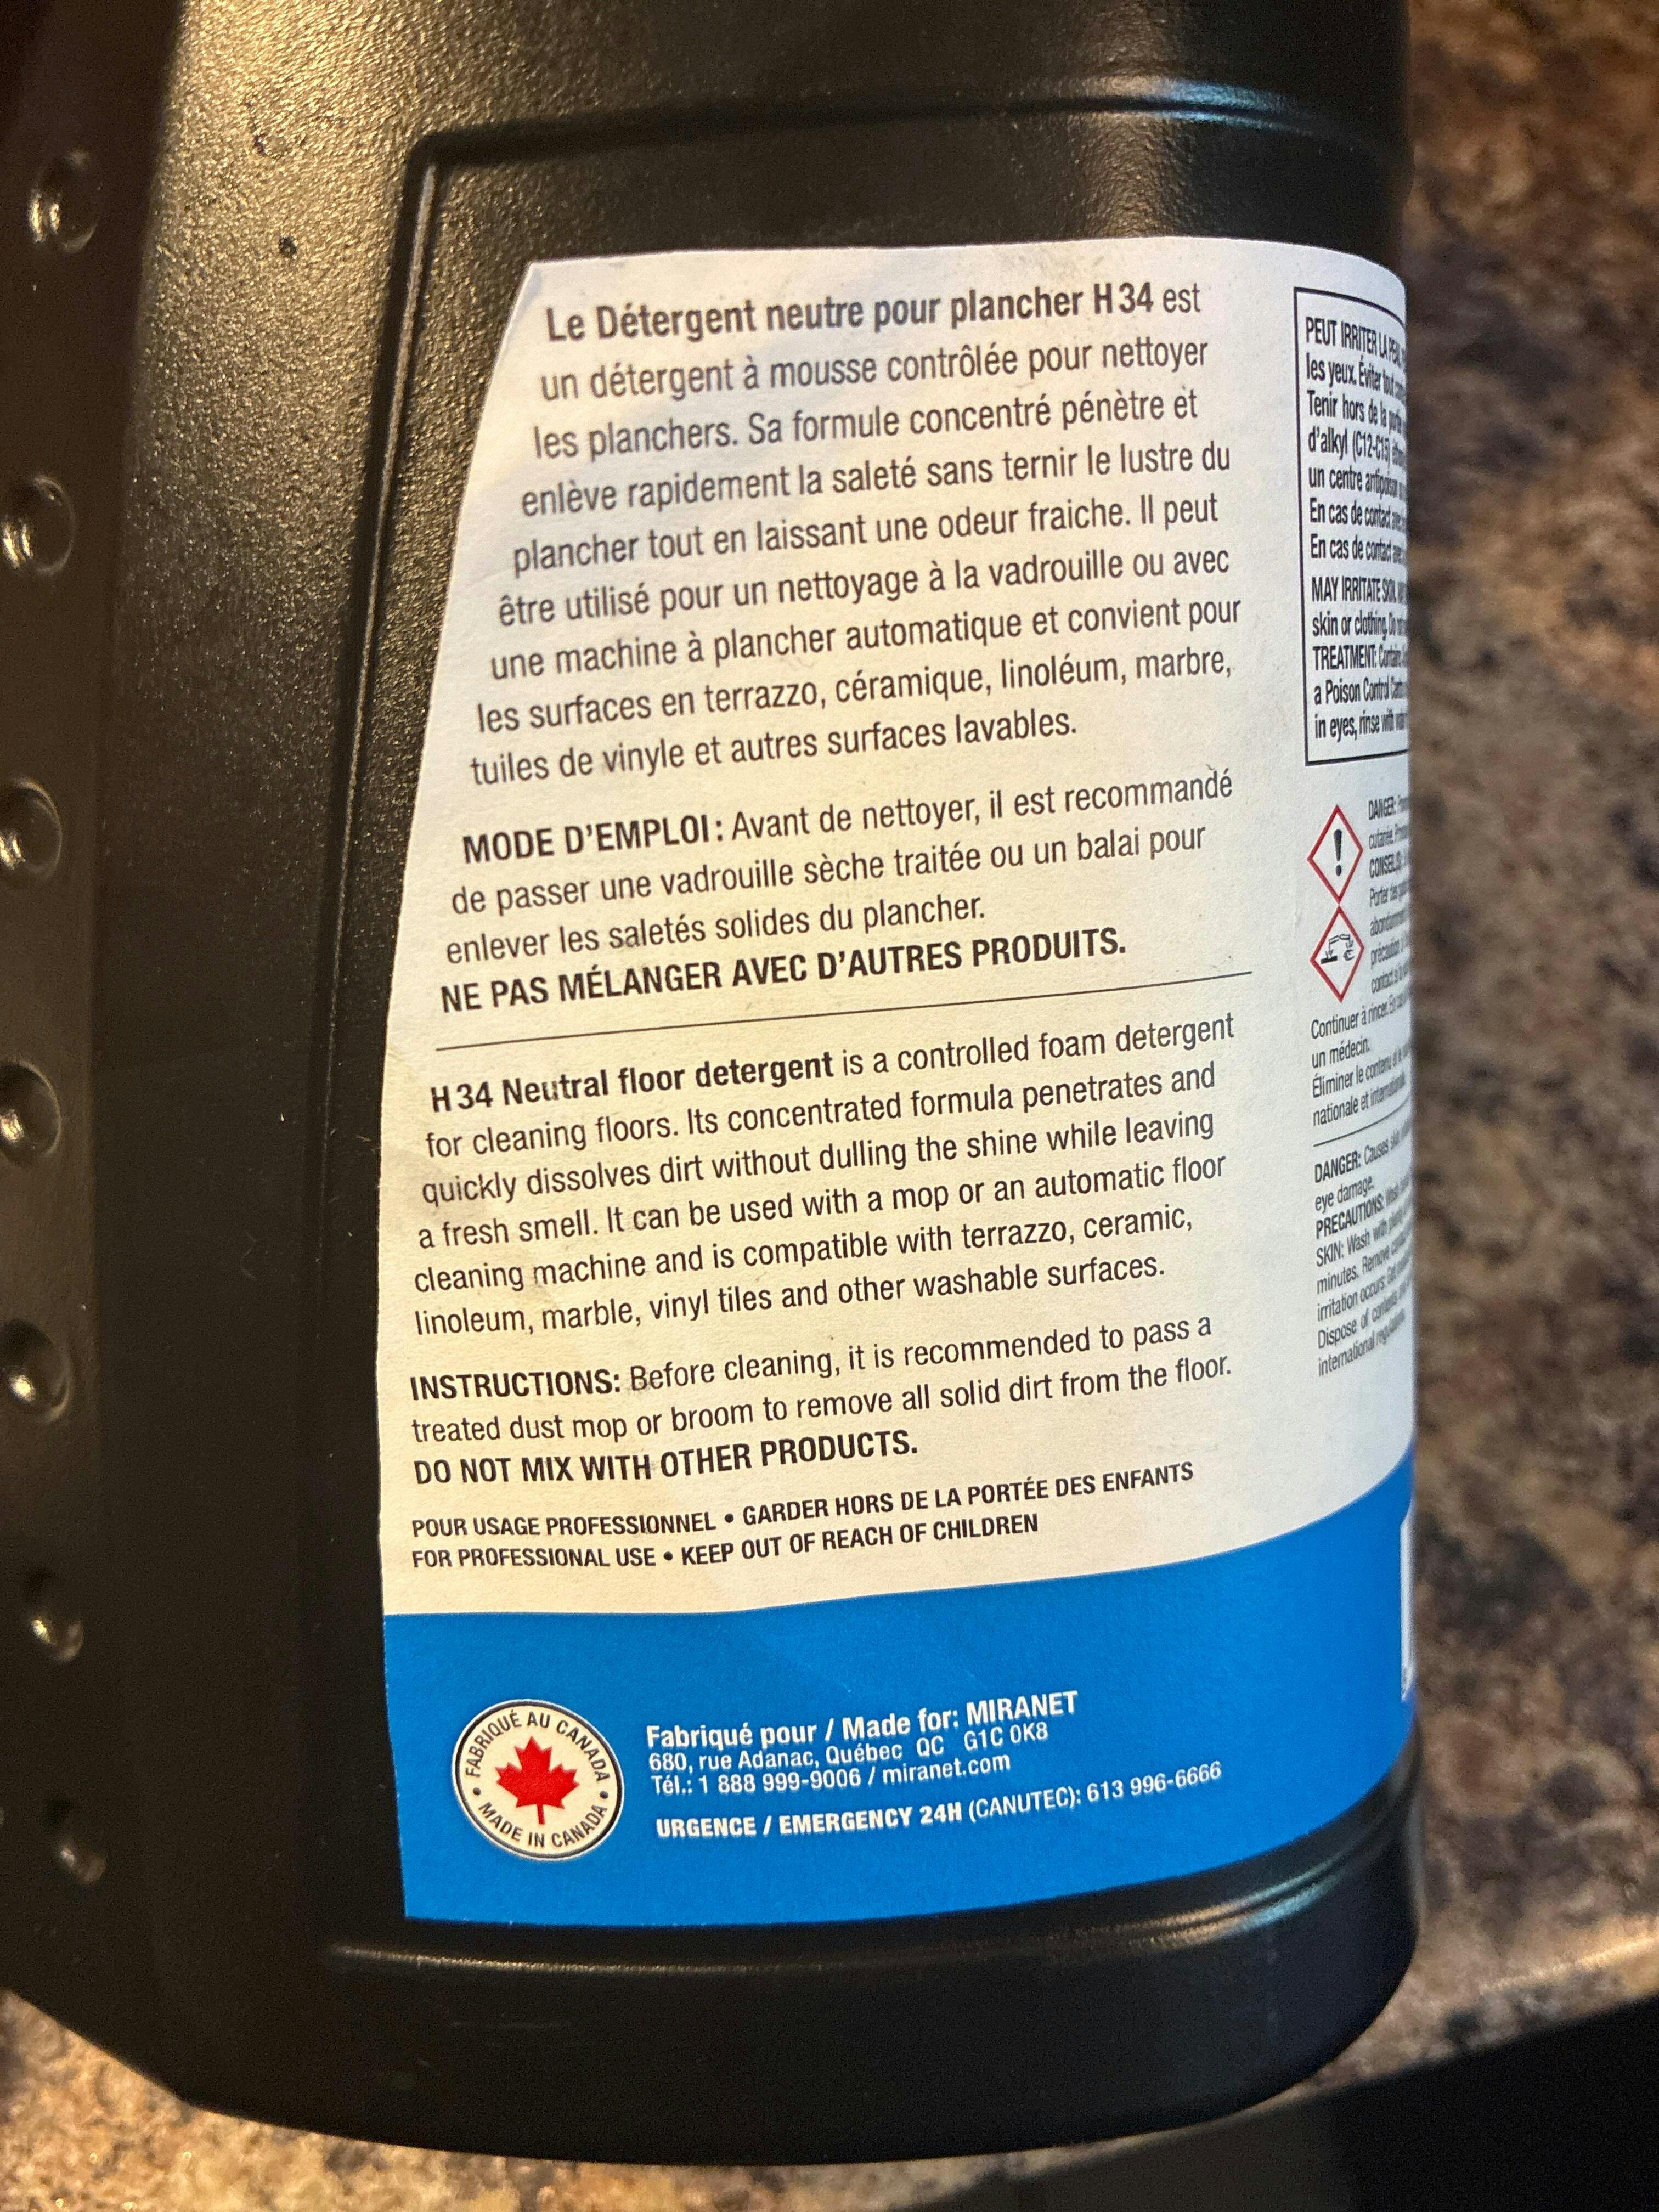 Le Détergent neutre pour plancher H 34 est
un détergent à mousse contrôlée pour nettoyer
les planchers. Sa formule concentré pénètre et
enlève rapidement la saleté sans ternir le lustre du
plancher tout en laissant une odeur fraiche. Il peut
être utilisé pour un nettoyage à la vadrouille ou avec
une machine à plancher automatique et convient pour
les surfaces en terrazzo, céramique, linoléum, marbre,
tuiles de vinyle et autres surfaces lavables.
MODE D'EMPLOI : Avant de nettoyer, il est recommandé
de passer une vadrouille sèche traitée ou un balai pour
enlever les saletés solides du plancher.
NE PAS MÉLANGER AVEC D'AUTRES PRODUITS.
H 34 Neutral floor detergent is a controlled foam detergent
for cleaning floors. Its concentrated formula penetrates and
quickly dissolves dirt without dulling the shine while leaving
a fresh smell. It can be used with a mop or an automatic floor
cleaning machine and is compatible with terrazzo, ceramic,
linoleum, marble, vinyl tiles and other washable surfaces.
INSTRUCTIONS: Before cleaning, it is recommended to pass a
treated dust mop or broom to remove all solid dirt from the floor.
DO NOT MIX WITH OTHER PRODUCTS.
POUR USAGE PROFESSIONNEL • GARDER HORS DE LA PORTÉE DES ENFANTS
FOR PROFESSIONAL USE • KEEP OUT OF REACH OF CHILDREN
FABRIQUÉ AU CANADA • MADE IN CANADA •
Fabriqué pour / Made for: MIRANET
680, rue Adanac, Québec QC G1C 0K8
Tél.: 1 888 999-9006 / miranet.com
URGENCE / EMERGENCY 24H (CANUTEC): 613 996-6666
PEUT IRRITER LA
les yeux. Éviter tout
Tenir hors de la
d'alkyl (C12-C15)
un centre antipoison
En cas de contact
En cas de contact
MAY IRRITATE SKIN
skin or clothing. Do
TREATMENT:
a Poison Control
in eyes, rinse with
DANGER:
Continuer à rincer.
un médecin.
Éliminer le contenu
nationale et
DANGER: Causes
eye damage.
PRECAUTIONS:
SKIN: Wash with
minutes. Remove
irritation occurs:
Dispose of
international